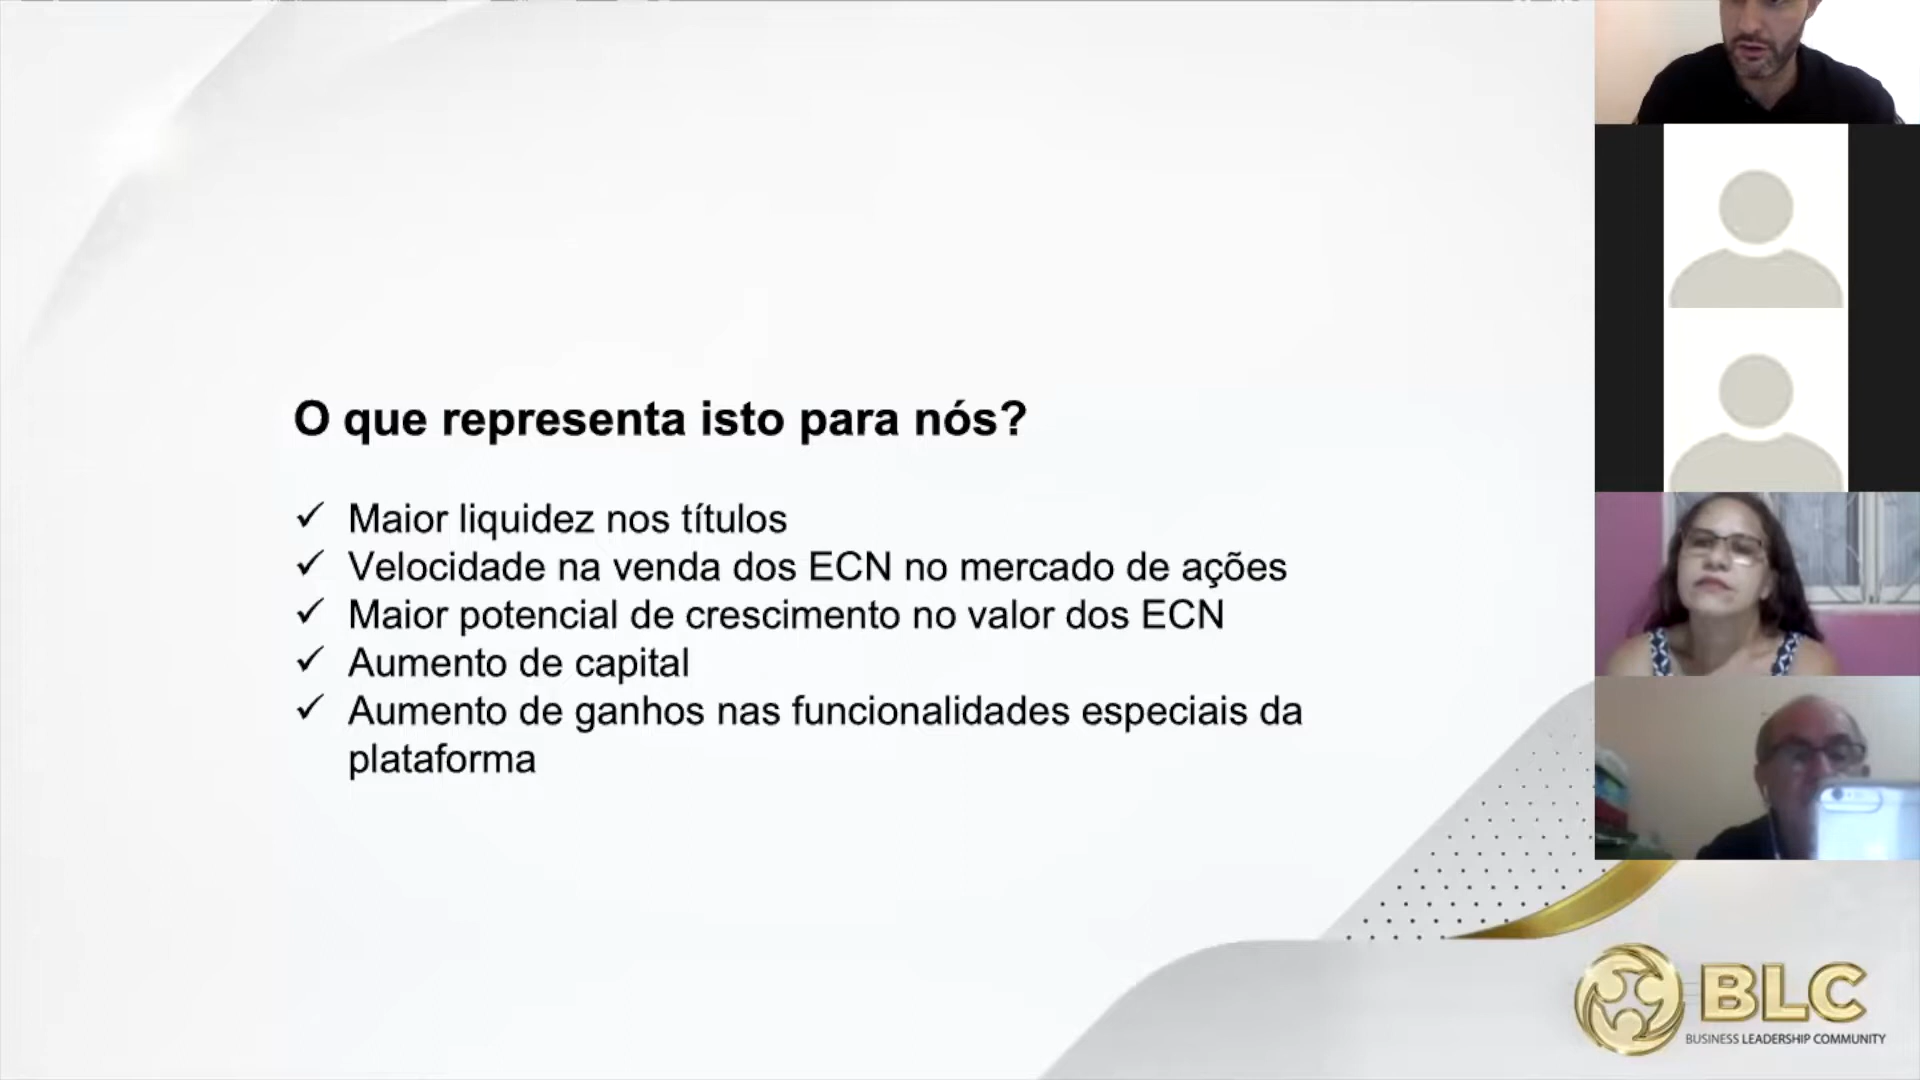 O que representa isto para nós?
✓ Maior liquidez nos títulos
✓ Velocidade na venda dos ECN no mercado de ações
✓ Maior potencial de crescimento no valor dos ECN
✓ Aumento de capital
✓ Aumento de ganhos nas funcionalidades especiais da
plataforma
BLC
BUSINESS LEADERSHIP COMMUNITY